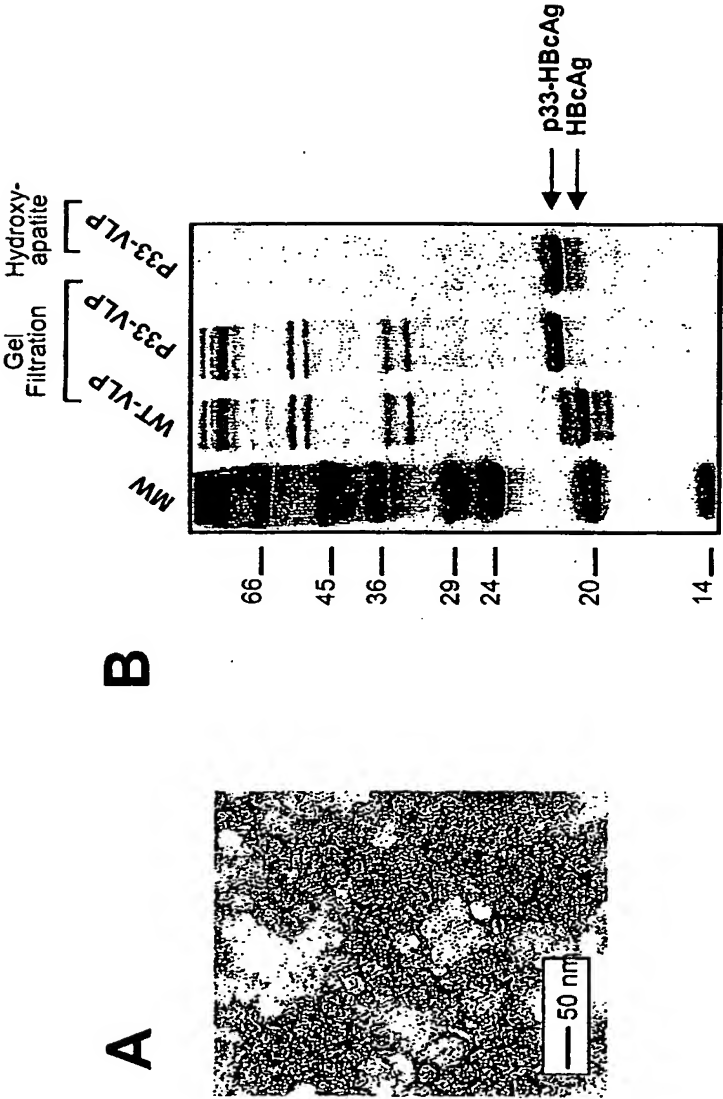 A
50 nm
B
Gel
Filtration
Hydroxy-
apatite
MW
WT-VLP
P33-VLP
P33-VLP
66
45
36
29
24
20
14
p33-HBcAg
HBcAg